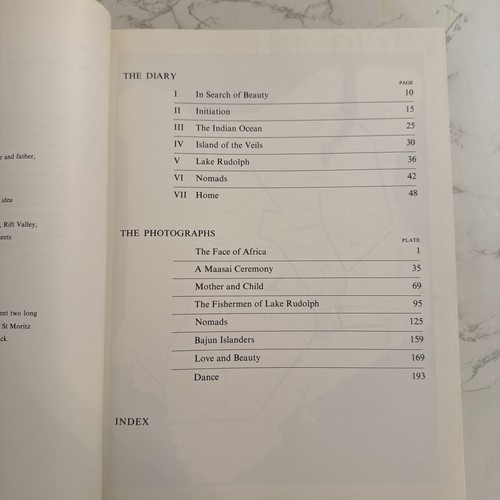 r and father,
idea
, Rift Valley,
ents
ent two long
St Moritz
ck.
THE DIARY
PAGE
I In Search of Beauty 10
II Initiation 15
III The Indian Ocean 25
IV Island of the Veils 30
V Lake Rudolph 36
VI Nomads 42
VII Home 48
THE PHOTOGRAPHS
PLATE
The Face of Africa 1
A Maasai Ceremony 35
Mother and Child 69
The Fishermen of Lake Rudolph 95
Nomads 125
Bajun Islanders 159
Love and Beauty 169
Dance 193
INDEX